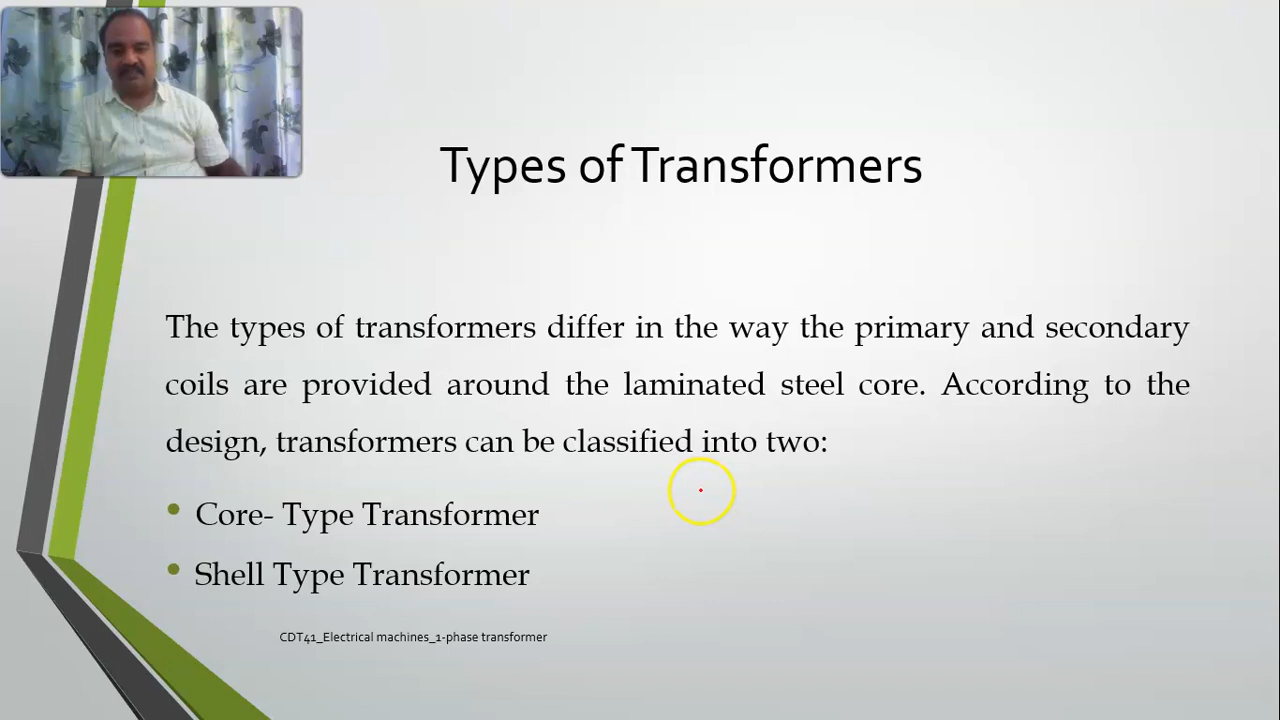 Types of Transformers
The types of transformers differ in the way the primary and secondary
coils are provided around the laminated steel core. According to the
design, transformers can be classified into two:
• Core- Type Transformer
• Shell Type Transformer
CDT41_Electrical machines_1-phase transformer